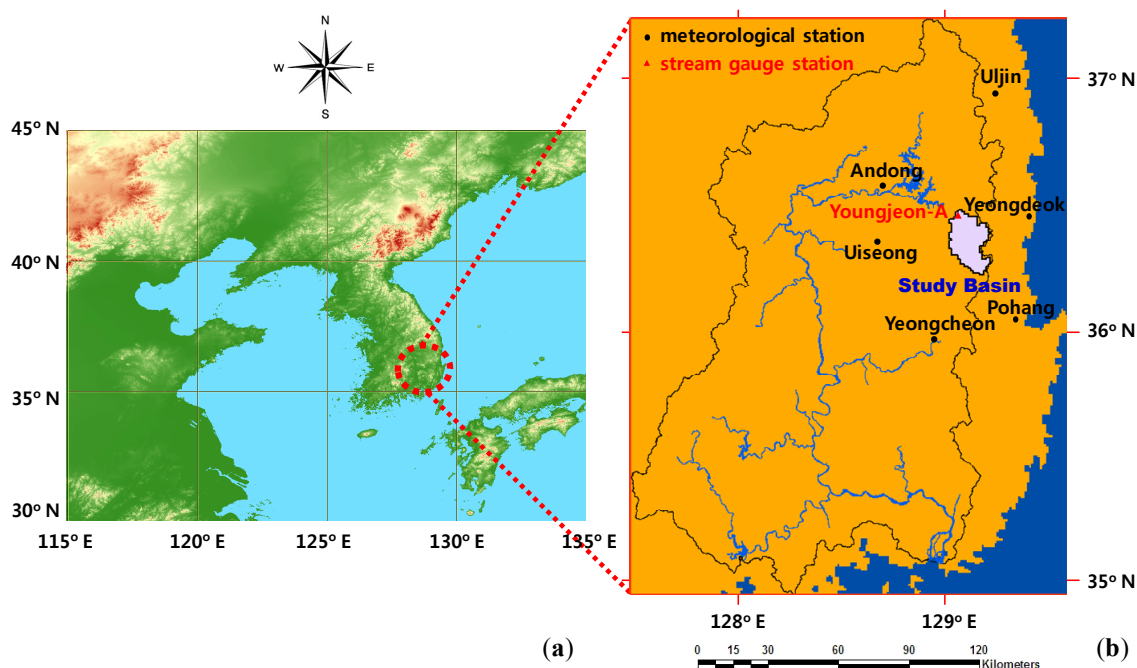 N
W
E
S
45° N
40° N
35° N
30° N
115° E
120° E
125° E
130° E
135° E
(a)
meteorological station
stream gauge station
Uljin
37° N
Andong
Youngjeon-A
Yeongdeok
Uiseong
Study Basin
Pohang
Yeongcheon
36° N
35° N
128° E
129° E
0 15 30 60 90 120
Kilometers
(b)